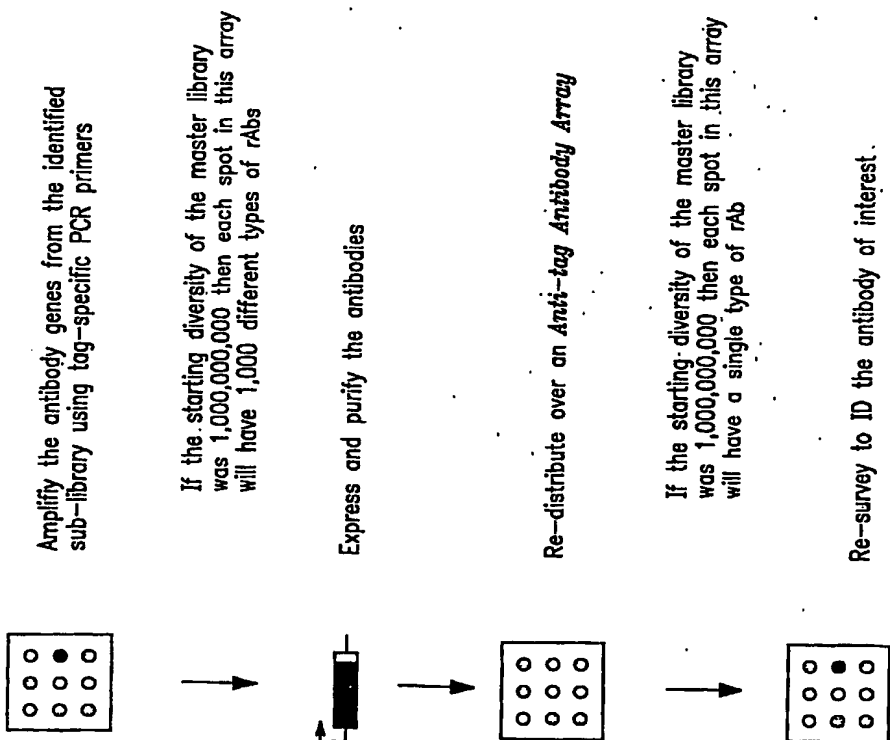 Amplifiy the antibody genes from the identified
sub-library using tag-specific PCR primers
If the starting diversity of the master library
was 1,000,000,000 then each spot in this array
will have 1,000 different types of rAbs
Express and purify the antibodies
Re-distribute over an Anti-tag Antibody Array
If the starting diversity of the master library
was 1,000,000,000 then each spot in this array
will have a single type of rAb
Re-survey to ID the antibody of interest.